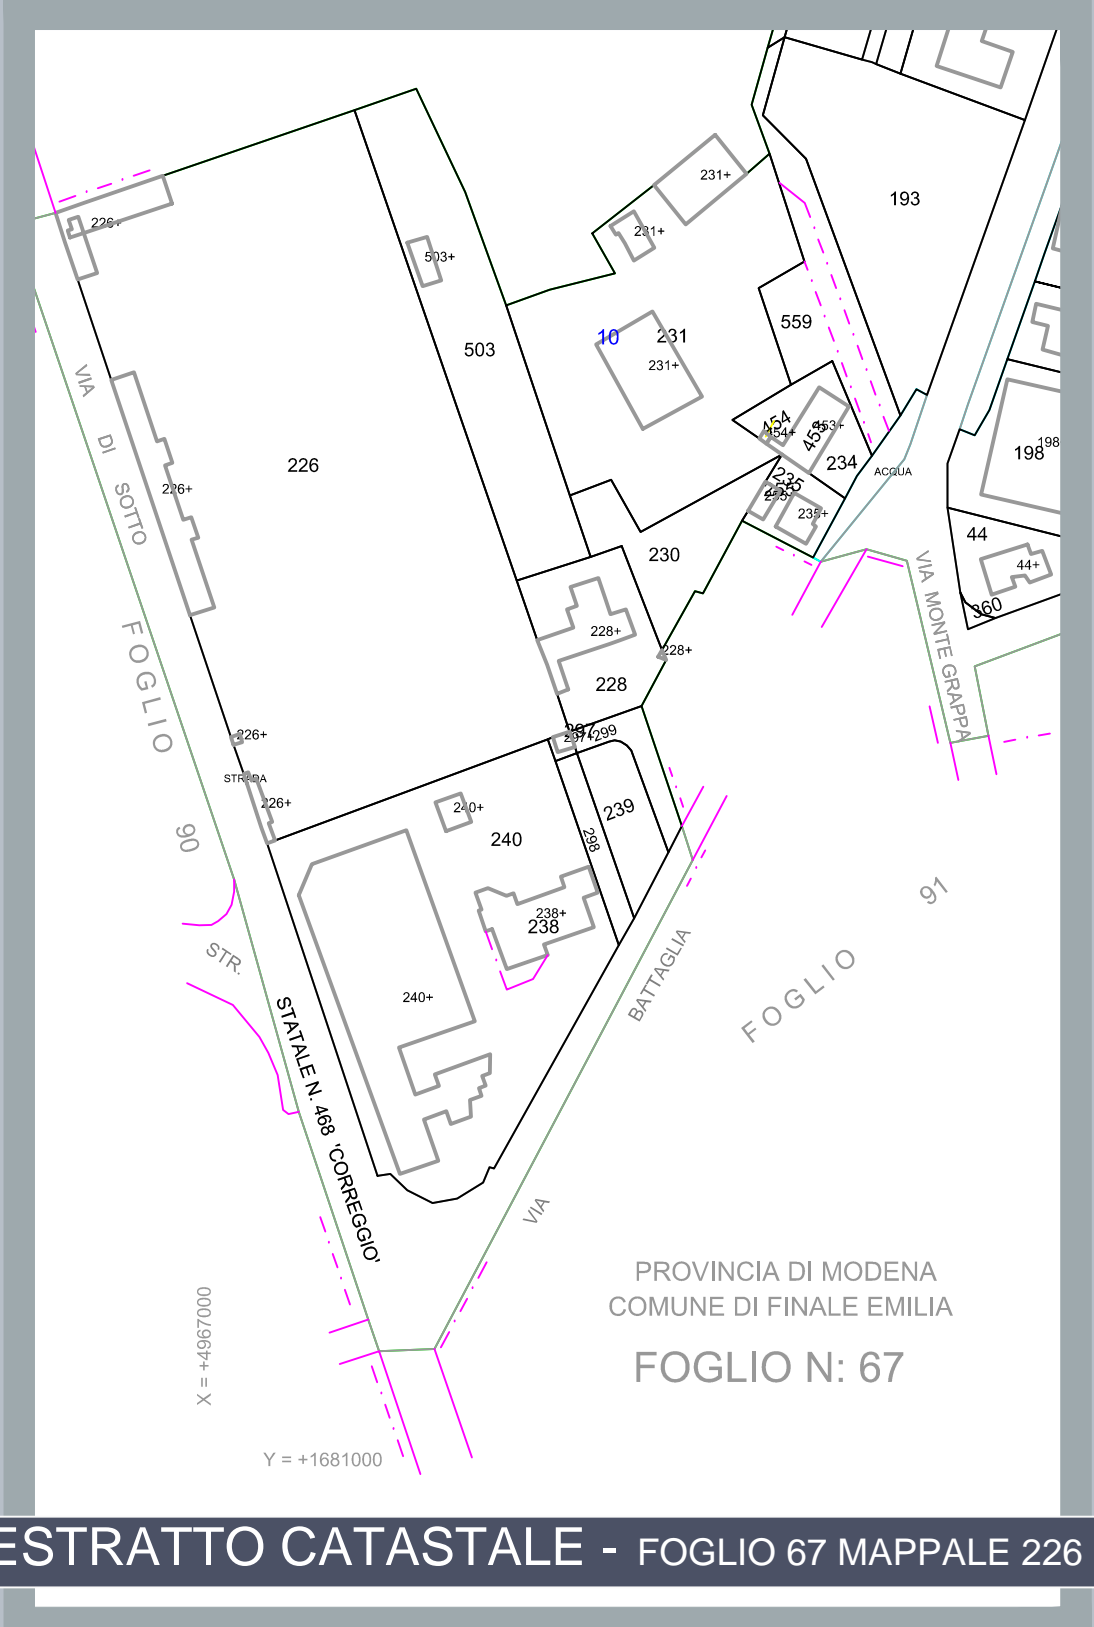 193
231+
231+
226+
503+
559
10
231
231+
503
454
454+
453+
453
226
198
198
234
ACQUA
VIA DI SOTTO
226+
235
235+
44
230
44+
360
VIA MONTE GRAPPA
228+
228+
228
FOGLIO 90
226+
297
297+
299
STRADA
226+
240+
239
240
298
91
238+
238
STR.
BATTAGLIA
FOGLIO
240+
STATALE N. 468 'CORREGGIO'
VIA
PROVINCIA DI MODENA
COMUNE DI FINALE EMILIA
FOGLIO N: 67
X = +4967000
Y = +1681000
ESTRATTO CATASTALE - FOGLIO 67 MAPPALE 226